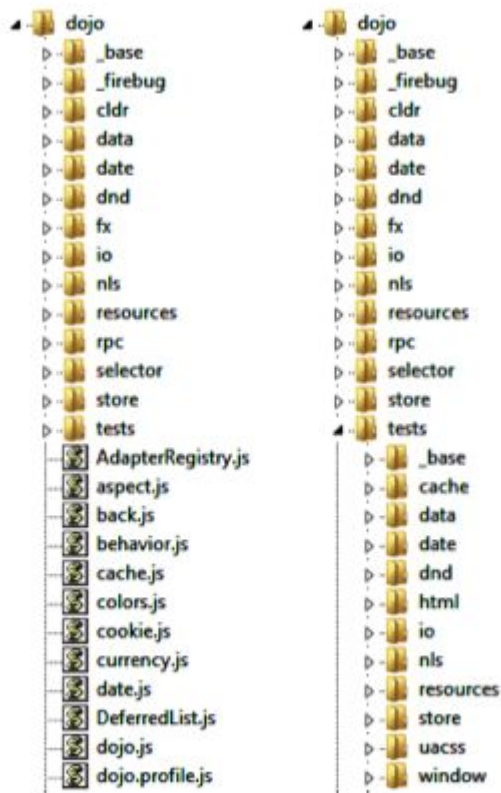 dojo
_base
_firebug
cldr
data
date
dnd
fx
io
nls
resources
rpc
selector
store
tests
AdapterRegistry.js
aspect.js
back.js
behavior.js
cache.js
colors.js
cookie.js
currency.js
date.js
DeferredList.js
dojo.js
dojo.profile.js
dojo
_base
_firebug
cldr
data
date
dnd
fx
io
nls
resources
rpc
selector
store
tests
_base
cache
data
date
dnd
html
io
nls
resources
store
uacss
window